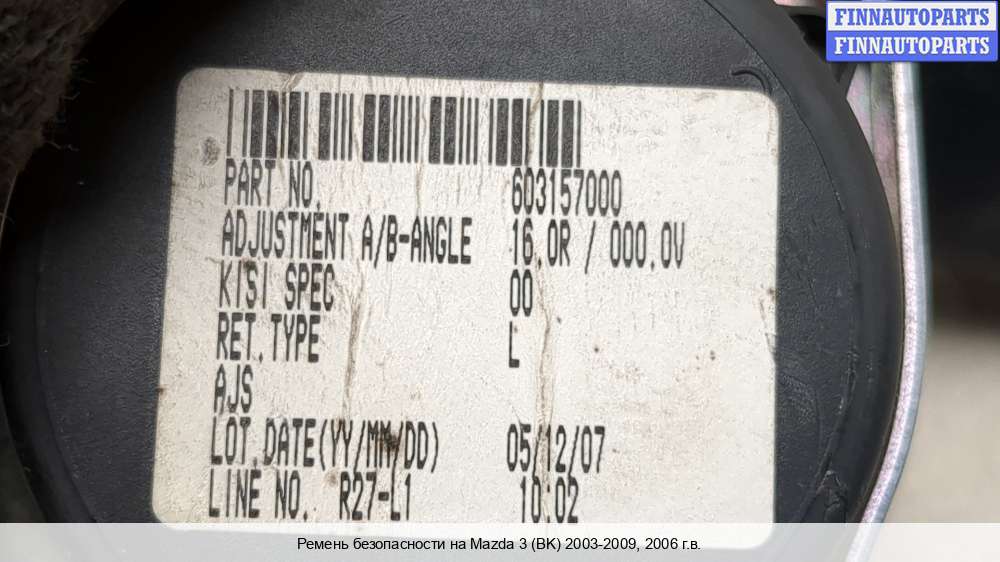 FINNAUTOPARTS
FINNAUTOPARTS
PART NO. 603157000
ADJUSTMENT A/B-ANGLE 16.0R / 000.0V
KISI SPEC 00
RET.TYPE L
AJS
LOT.DATE(YY/MM/DD) 05/12/07
LINE NO. R27-L1 10:02
Ремень безопасности на Mazda 3 (BK) 2003-2009, 2006 г.в.